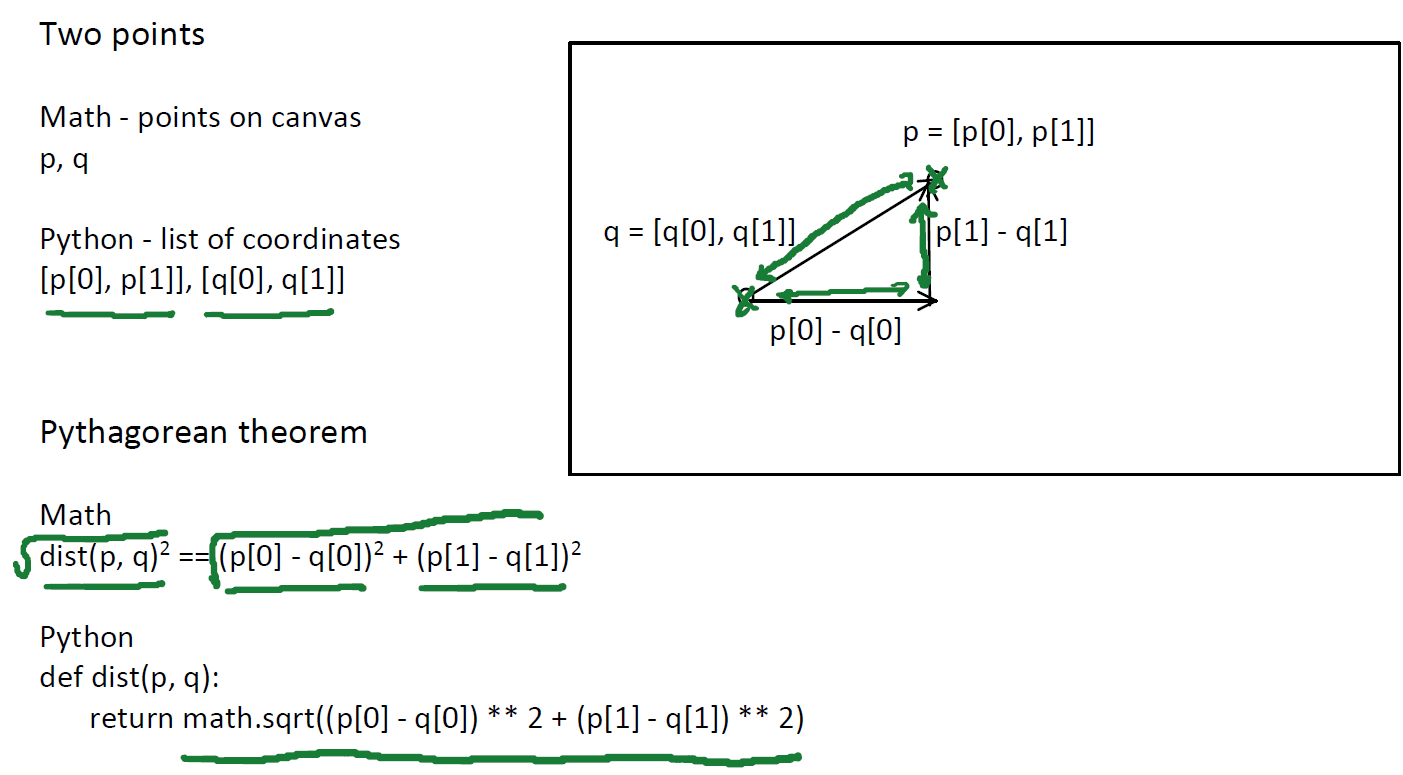 Two points
Math - points on canvas
p, q
Python - list of coordinates
[p[0], p[1]], [q[0], q[1]]
p = [p[0], p[1]]
q = [q[0], q[1]]
p[1] - q[1]
p[0] - q[0]
Pythagorean theorem
Math
dist(p, q)² == (p[0] - q[0])² + (p[1] - q[1])²
Python
def dist(p, q):
return math.sqrt((p[0] - q[0]) ** 2 + (p[1] - q[1]) ** 2)